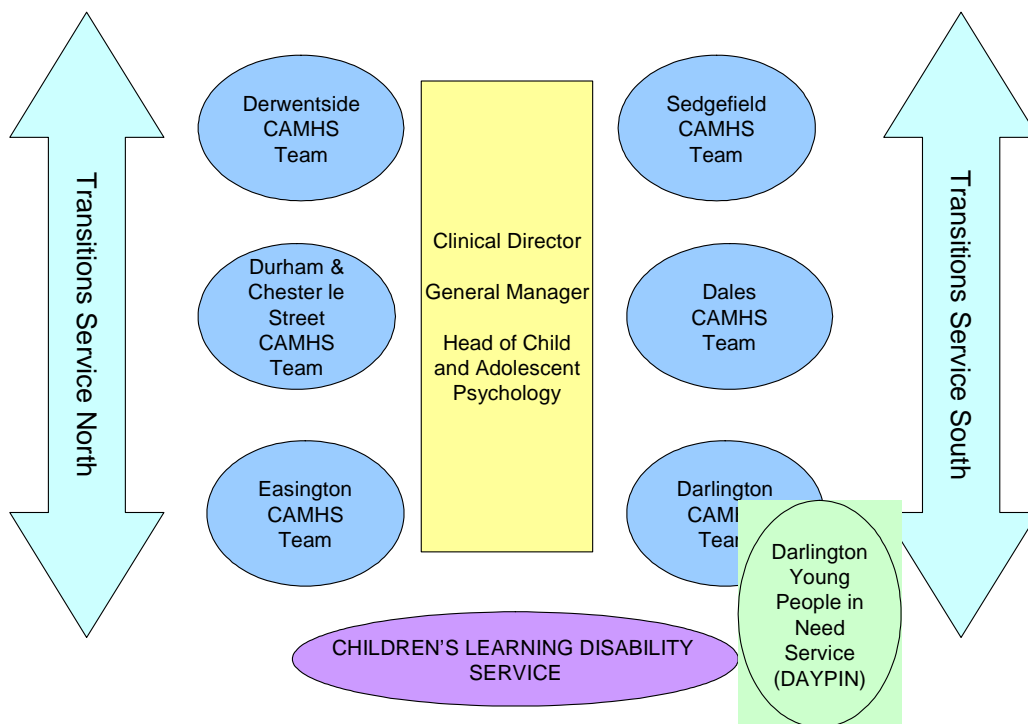 Transitions Service North
Derwentside
CAMHS
Team
Durham &
Chester le
Street
CAMHS
Team
Easington
CAMHS
Team
Clinical Director
General Manager
Head of Child
and Adolescent
Psychology
Sedgefield
CAMHS
Team
Dales
CAMHS
Team
Darlington
Transitions Service South
Darlington
Young
People in
Need
Service
(DAYPIN)
CHILDREN'S LEARNING DISABILITY
SERVICE